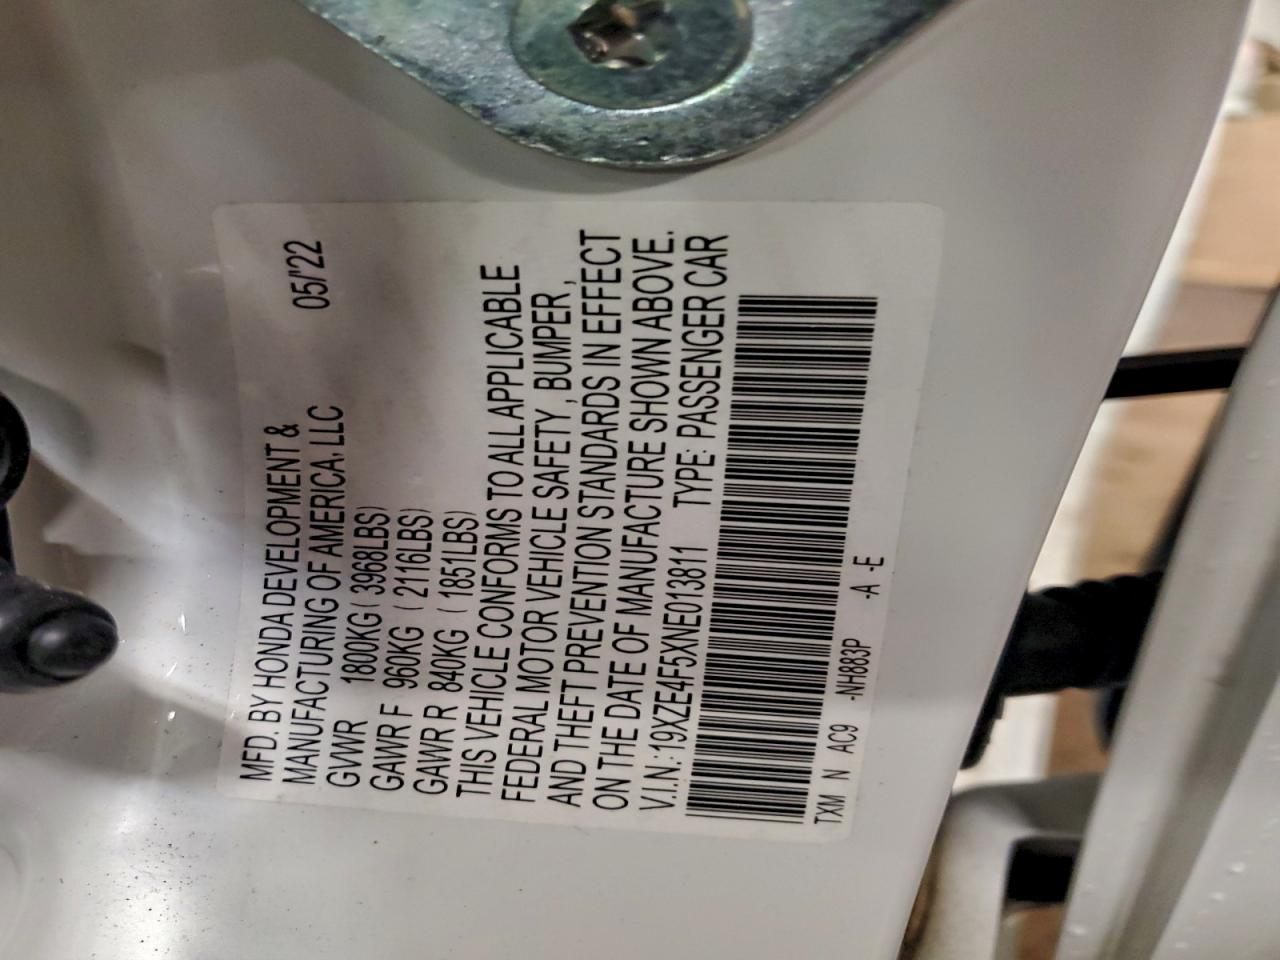 MFD. BY HONDA DEVELOPMENT &
MANUFACTURING OF AMERICA, LLC 05/'22
GVWR 1800KG ( 3968LBS)
GAWR F 960KG ( 2116LBS)
GAWR R 840KG ( 1851LBS)
THIS VEHICLE CONFORMS TO ALL APPLICABLE
FEDERAL MOTOR VEHICLE SAFETY , BUMPER ,
AND THEFT PREVENTION STANDARDS IN EFFECT
ON THE DATE OF MANUFACTURE SHOWN ABOVE.
V.I.N.: 19XZE4F5XNE013811 TYPE: PASSENGER CAR
TXM N AC9 -NH883P -A -E